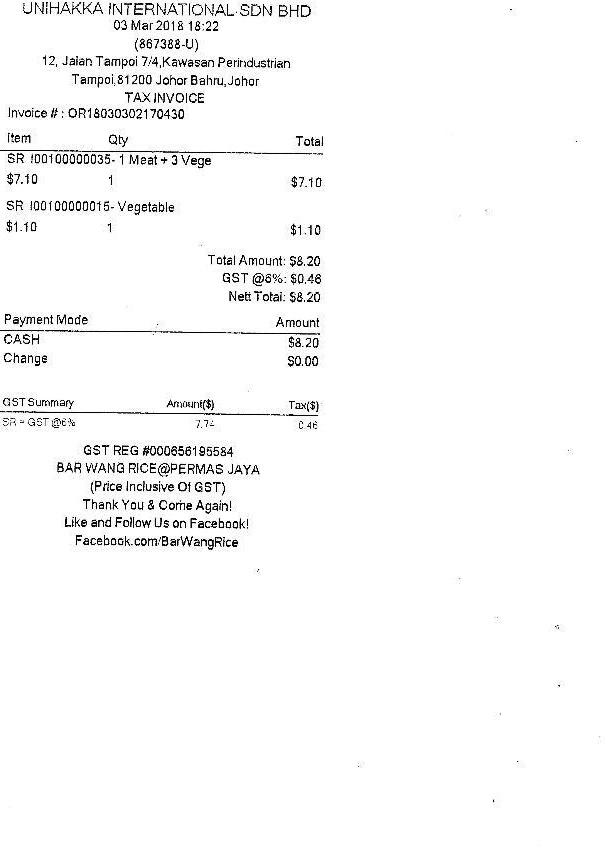 UNIHAKKA INTERNATIONAL SDN BHD
03 Mar 2018 18:22
(867388-U)
12, Jalan Tampoi 7/4,Kawasan Perindustrian
Tampoi,81200 Johor Bahru,Johor
TAX INVOICE
Invoice # : OR18030302170430
Item Qty Total
SR I00100000035- 1 Meat + 3 Vege
$7.10 1 $7.10
SR I00100000015- Vegetable
$1.10 1 $1.10
Total Amount: $8.20
GST @6%: $0.46
Nett Total: $8.20
Payment Mode Amount
CASH $8.20
Change $0.00
GST Summary Amount($) Tax($)
SR = GST @6% 7.74 0.46
GST REG #000656195584
BAR WANG RICE@PERMAS JAYA
(Price Inclusive Of GST)
Thank You & Come Again!
Like and Follow Us on Facebook!
Facebook.com/BarWangRice